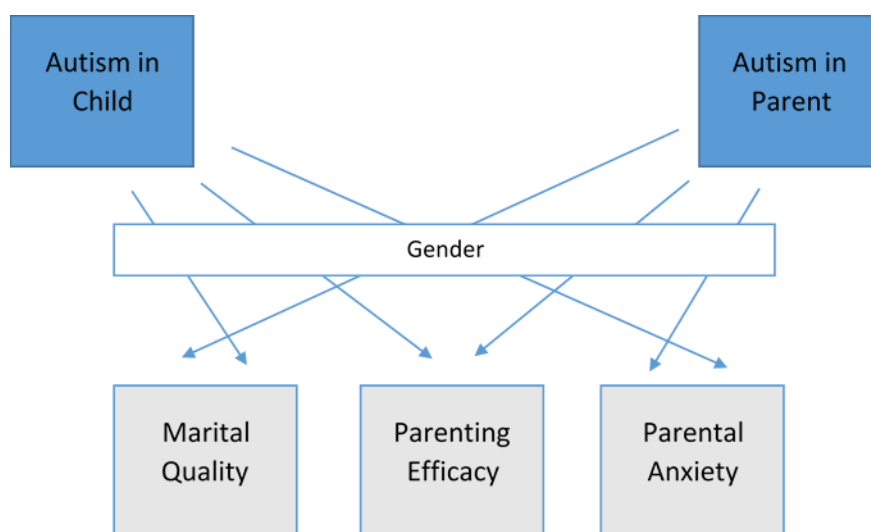 Autism in
Child
Autism in
Parent
Gender
Marital
Quality
Parenting
Efficacy
Parental
Anxiety